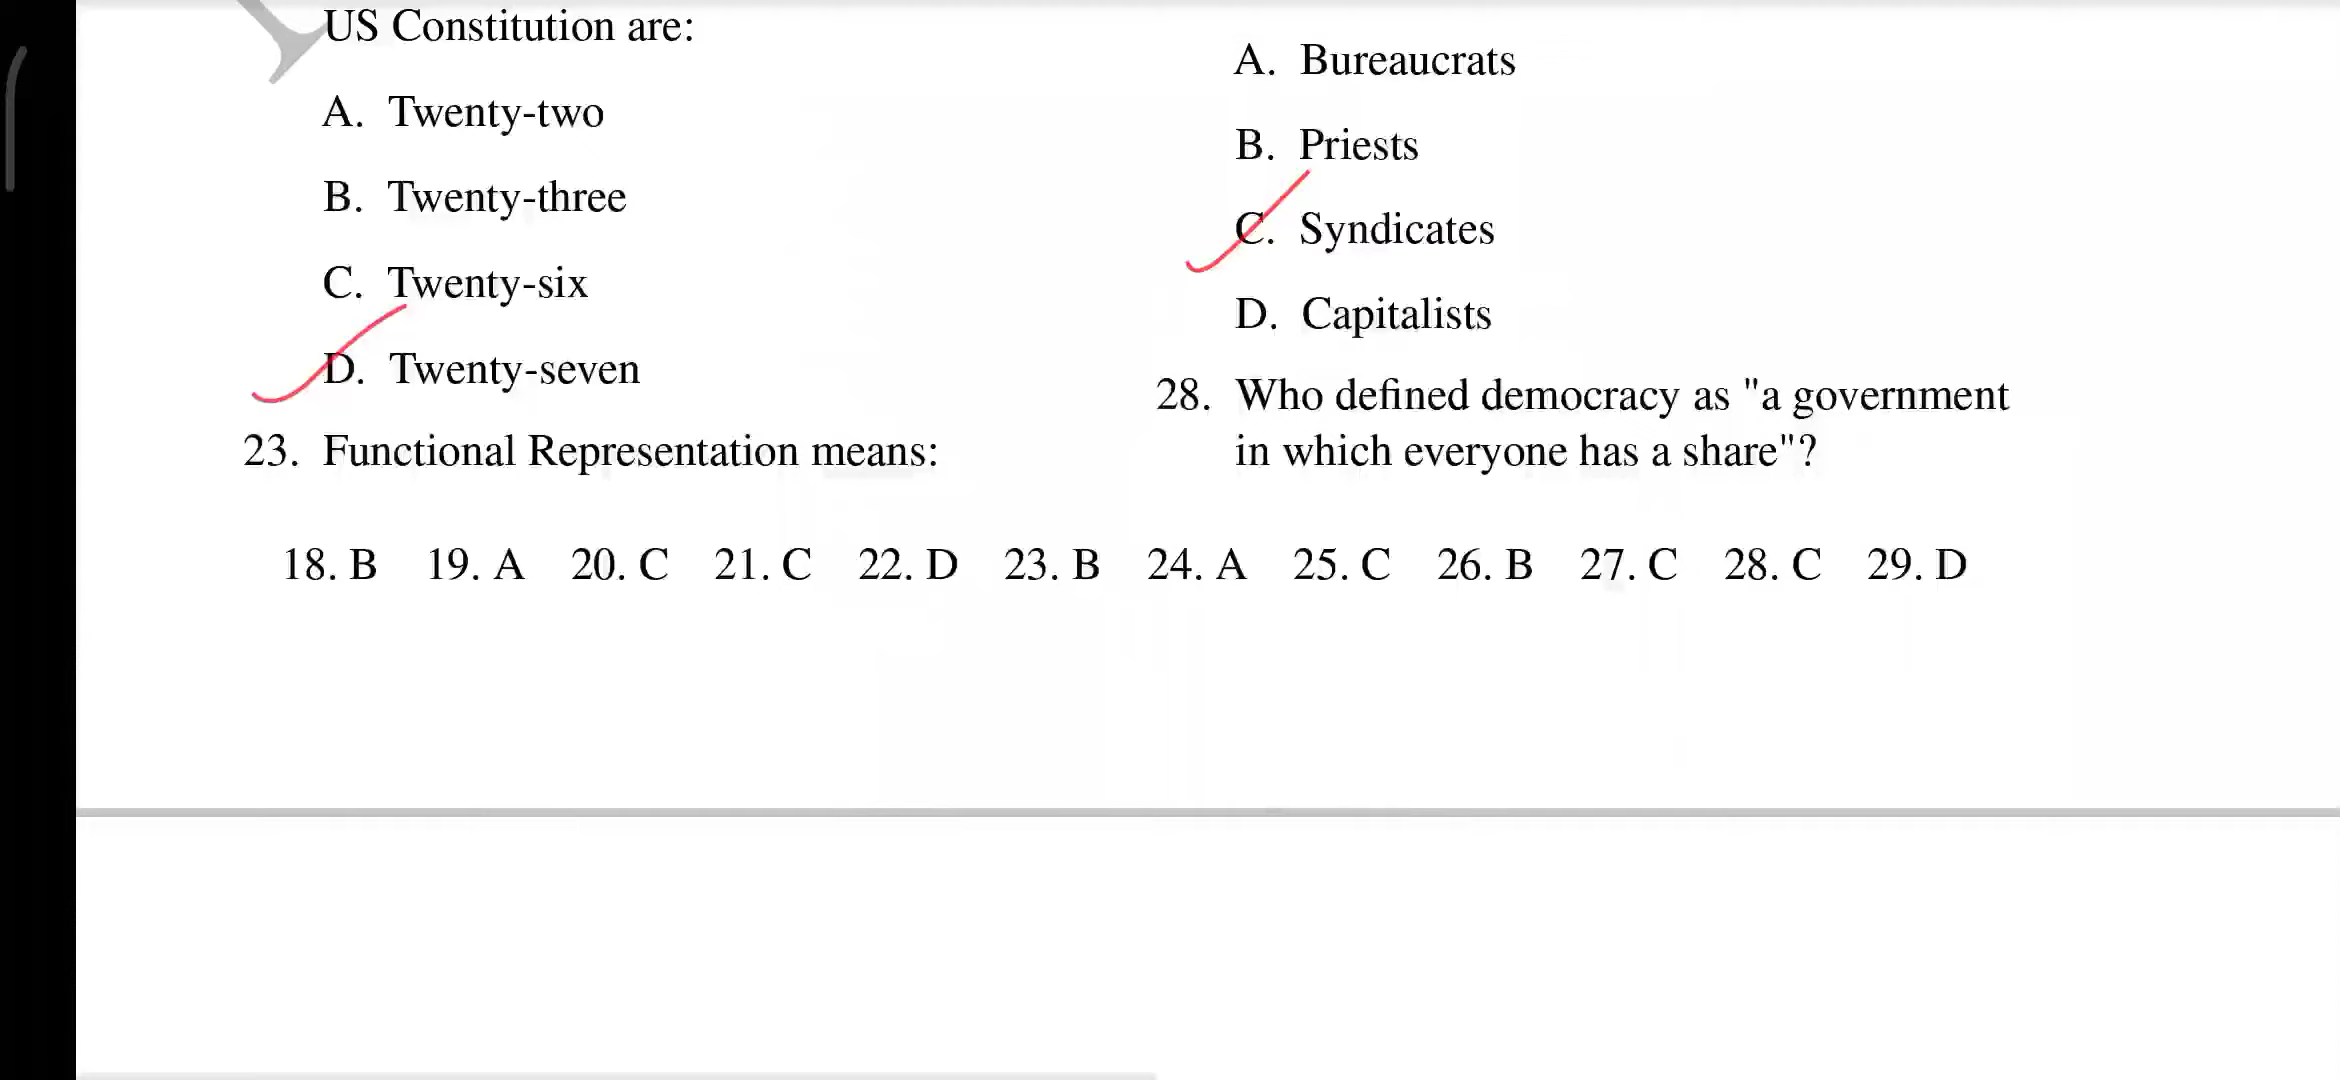 US Constitution are:
A. Twenty-two
B. Twenty-three
C. Twenty-six
D. Twenty-seven
23. Functional Representation means:
A. Bureaucrats
B. Priests
C. Syndicates
D. Capitalists
28. Who defined democracy as "a government
in which everyone has a share"?
18. B 19. A 20. C 21. C 22. D 23. B 24. A 25. C 26. B 27. C 28. C 29. D